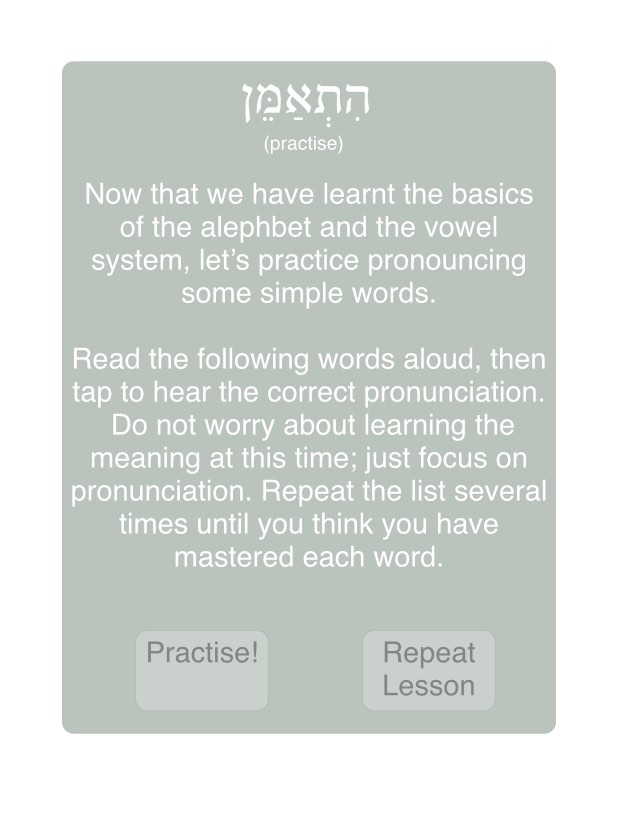 הִתְאַמֵּן
(practise)
Now that we have learnt the basics
of the alephbet and the vowel
system, let’s practice pronouncing
some simple words.
Read the following words aloud, then
tap to hear the correct pronunciation.
Do not worry about learning the
meaning at this time; just focus on
pronunciation. Repeat the list several
times until you think you have
mastered each word.
Practise!
Repeat
Lesson